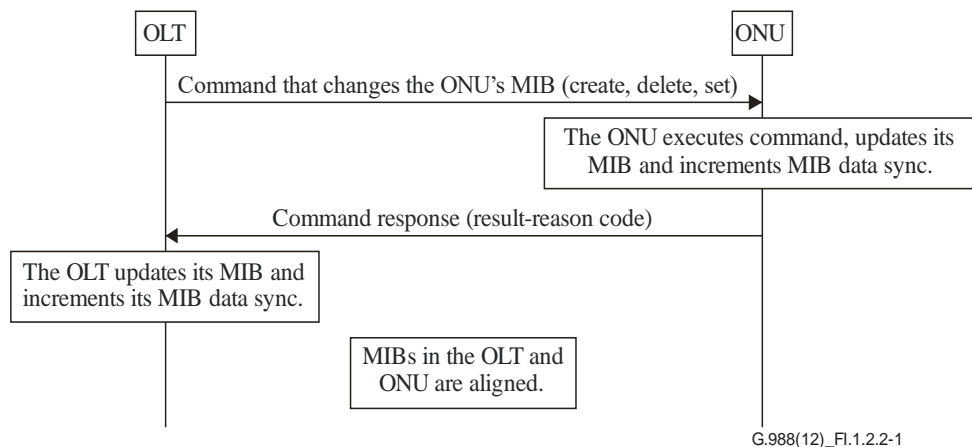 OLT
ONU
Command that changes the ONU's MIB (create, delete, set)
The ONU executes command, updates its
MIB and increments MIB data sync.
Command response (result-reason code)
The OLT updates its MIB and
increments its MIB data sync.
MIBs in the OLT and
ONU are aligned.
G.988(12)_FI.1.2.2-1